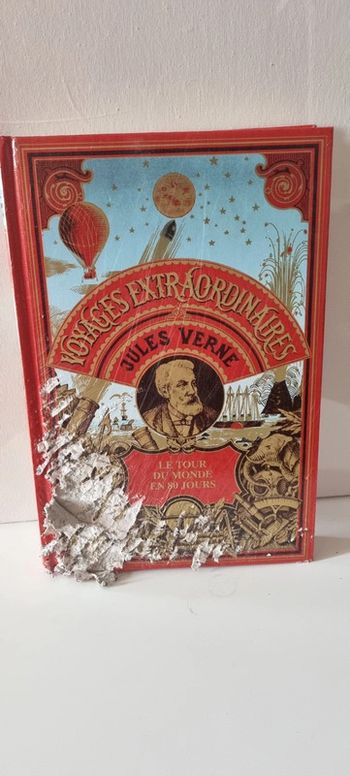 VOYAGES EXTRAORDINAIRES
JULES VERNE
LE TOUR
DU MONDE
EN 80 JOURS